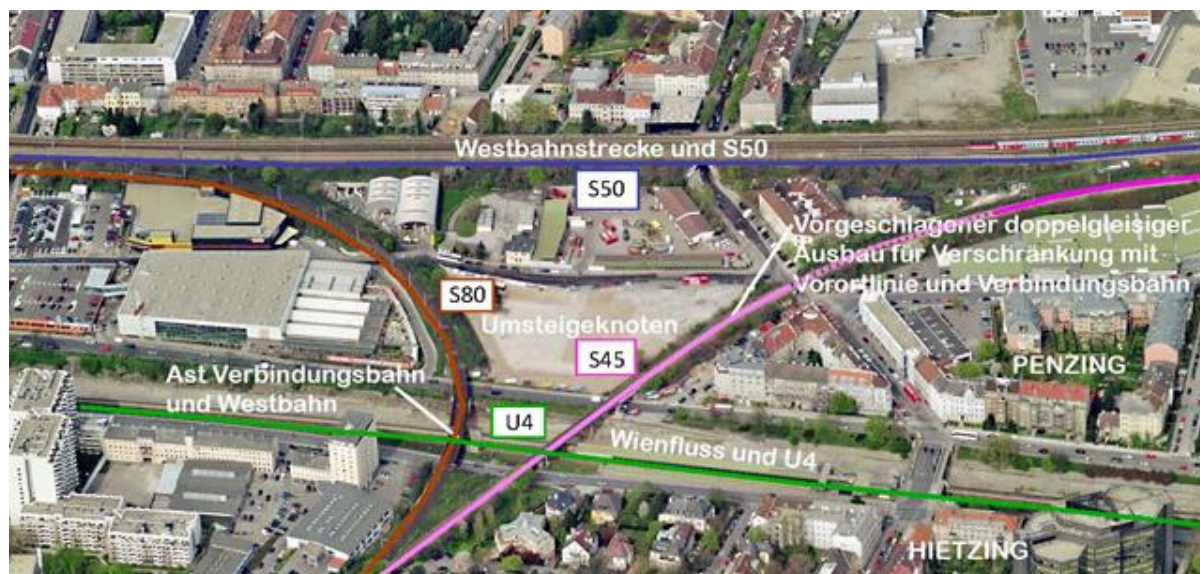 Westbahnstrecke und S50
S50
Vorgeschlagener doppelgleisiger
Ausbau für Verschränkung mit
Vorortlinie und Verbindungsbahn
S80
Umsteigeknoten
S45
PENZING
Ast Verbindungsbahn
und Westbahn
U4
Wienfluss und U4
HIETZING